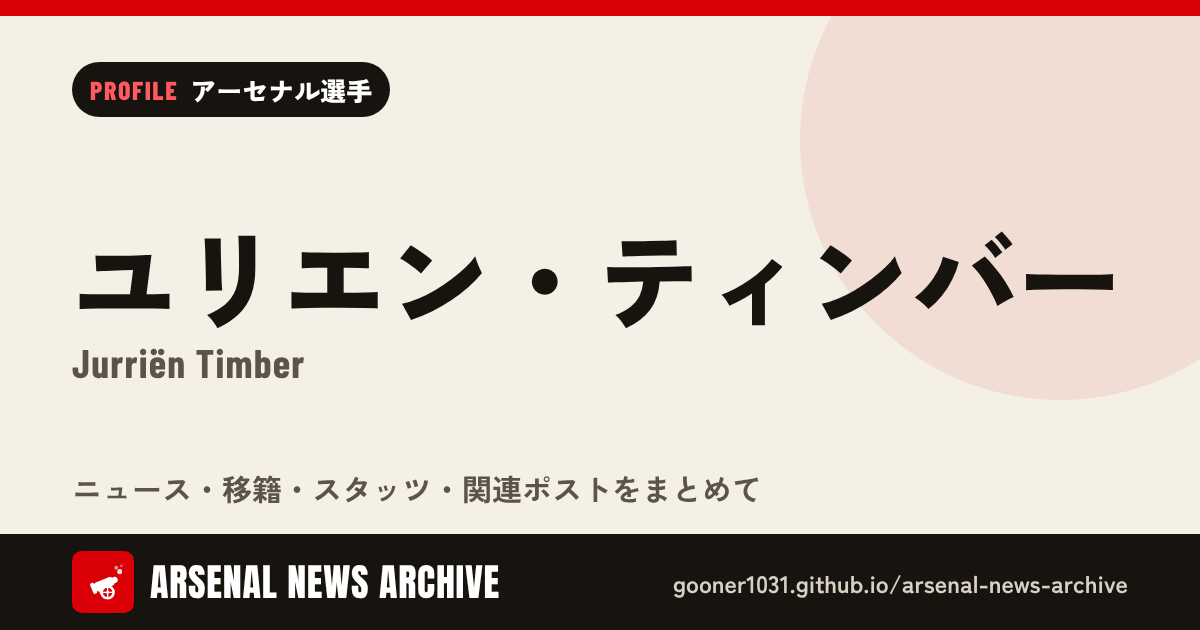 PROFILE アーセナル選手
ユリエン・ティンバー
Jurriën Timber
ニュース・移籍・スタッツ・関連ポストをまとめて
ARSENAL NEWS ARCHIVE
gooner1031.github.io/arsenal-news-archive